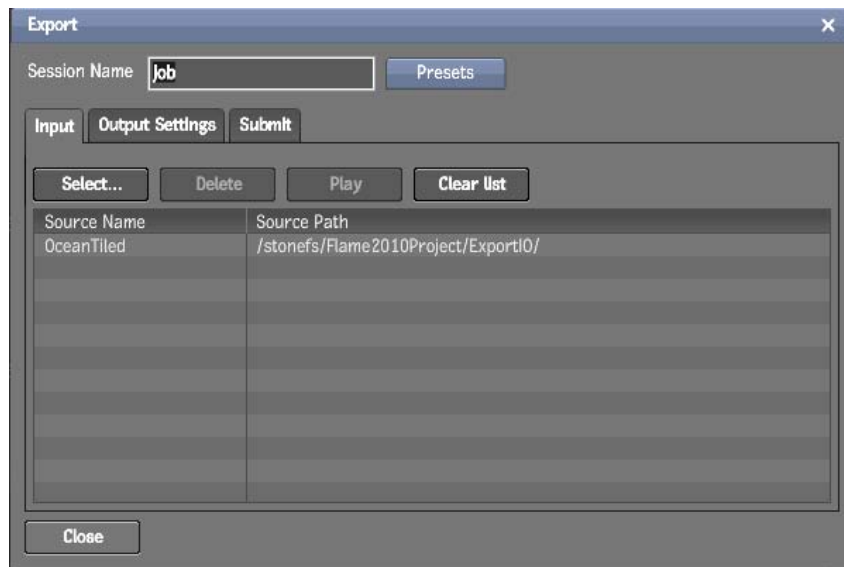 Export
Session Name Job Presets
Input Output Settings Submit
Select... Delete Play Clear list
Source Name Source Path
OceanTiled /stonefs/Flame2010Project/ExportIO/
Close